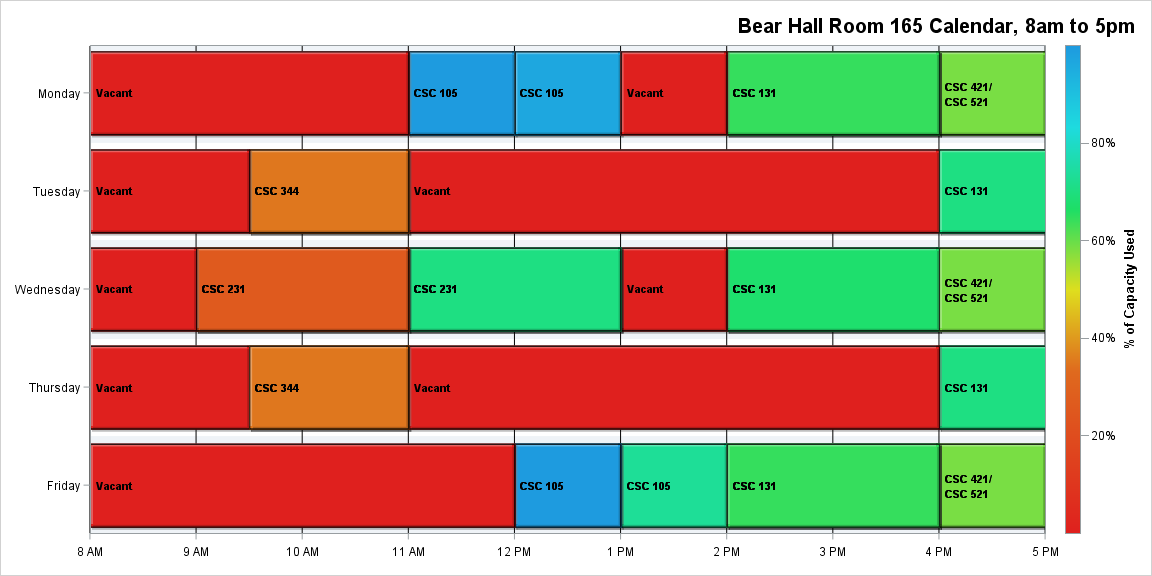 Bear Hall Room 165 Calendar, 8am to 5pm
Monday
Vacant
CSC 105
CSC 105
Vacant
CSC 131
CSC 421/
CSC 521
Tuesday
Vacant
CSC 344
Vacant
CSC 131
Wednesday
Vacant
CSC 231
CSC 231
Vacant
CSC 131
CSC 421/
CSC 521
Thursday
Vacant
CSC 344
Vacant
CSC 131
Friday
Vacant
CSC 105
CSC 105
CSC 131
CSC 421/
CSC 521
8 AM
9 AM
10 AM
11 AM
12 PM
1 PM
2 PM
3 PM
4 PM
5 PM
80%
60%
40%
20%
% of Capacity Used